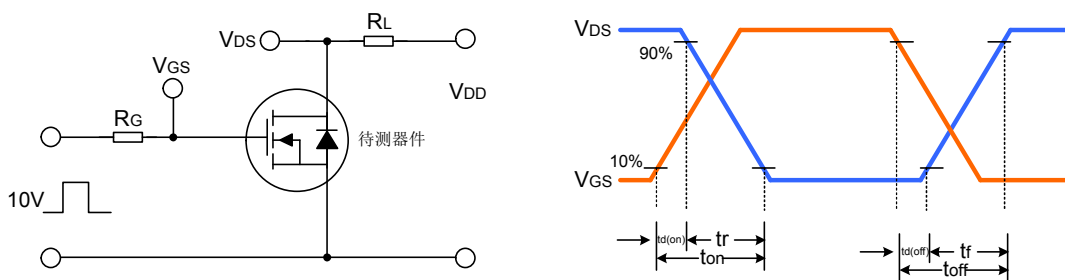 RL
VDS
VGS
VDD
RG
待测器件
10V
VDS
90%
10%
VGS
td(on) tr
ton
td(off) tf
toff